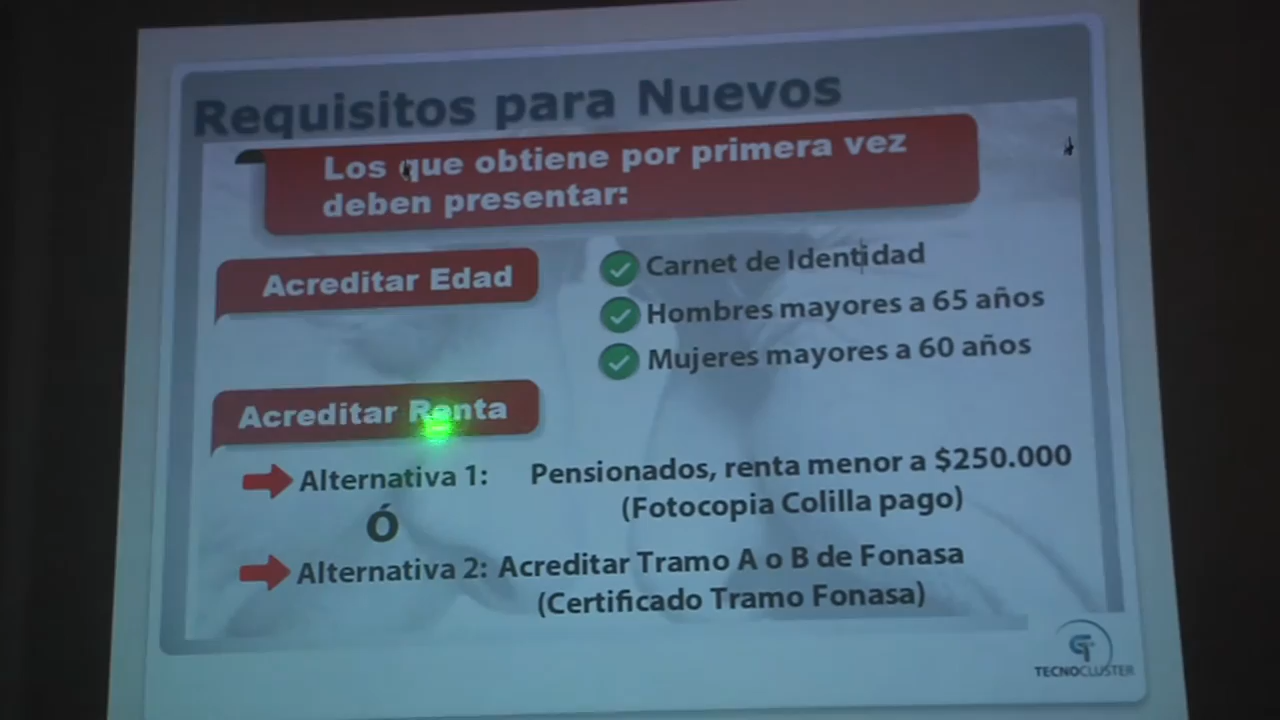 Requisitos para Nuevos
Los que obtiene por primera vez
deben presentar:
Acreditar Edad
Carnet de Identidad
Hombres mayores a 65 años
Mujeres mayores a 60 años
Acreditar Renta
Alternativa 1: Pensionados, renta menor a $250.000
(Fotocopia Colilla pago)
Ó
Alternativa 2: Acreditar Tramo A o B de Fonasa
(Certificado Tramo Fonasa)
TECNOCLUSTER